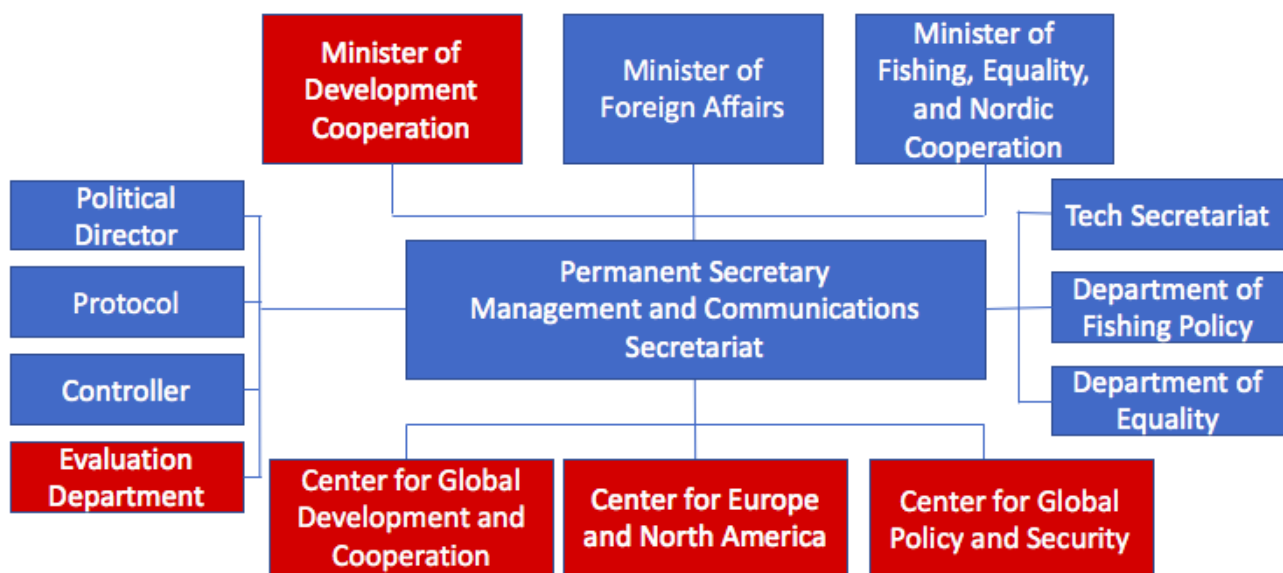 Minister of
Development
Cooperation
Minister of
Foreign Affairs
Minister of
Fishing, Equality,
and Nordic
Cooperation
Political
Director
Protocol
Controller
Evaluation
Department
Permanent Secretary
Management and Communications
Secretariat
Tech Secretariat
Department of
Fishing Policy
Department of
Equality
Center for Global
Development and
Cooperation
Center for Europe
and North America
Center for Global
Policy and Security